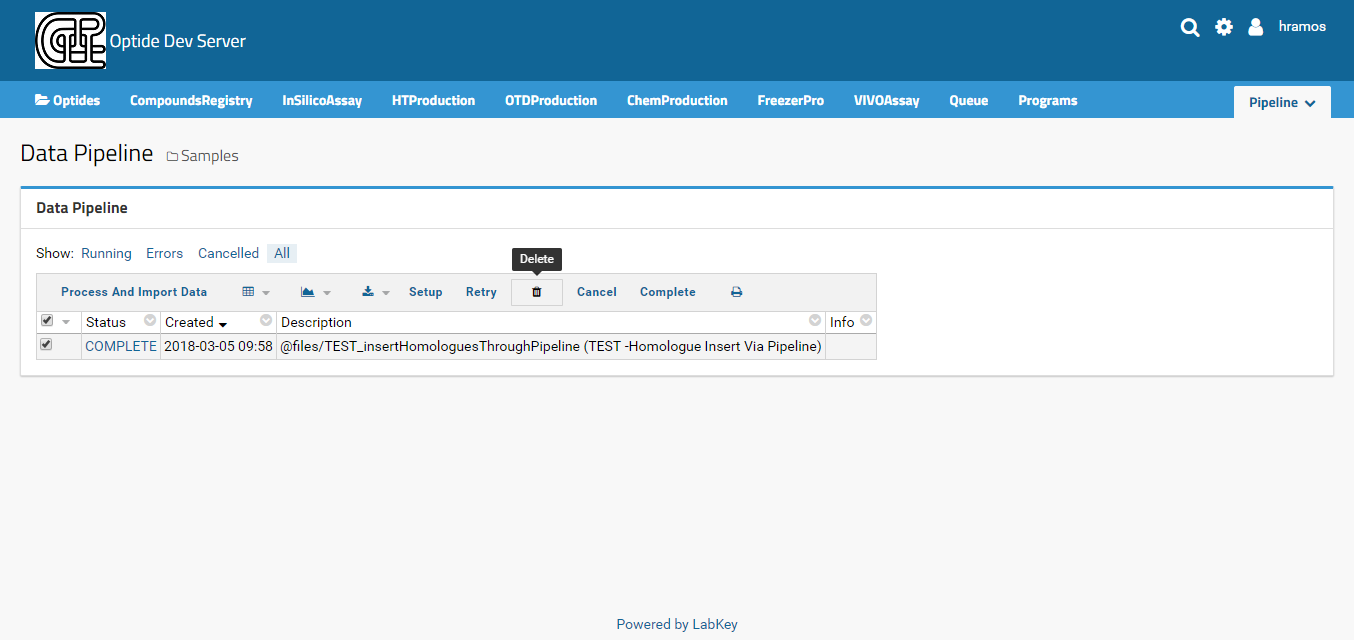 Optide Dev Server
hramos
Optides CompoundsRegistry InSilicoAssay HTProduction OTDProduction ChemProduction FreezerPro VIVOAssay Queue Programs Pipeline
Data Pipeline Samples
Data Pipeline
Show: Running Errors Cancelled All
Delete
Process And Import Data Setup Retry Cancel Complete
Status Created Description Info
COMPLETE 2018-03-05 09:58 @files/TEST_insertHomologuesThroughPipeline (TEST -Homologue Insert Via Pipeline)
Powered by LabKey